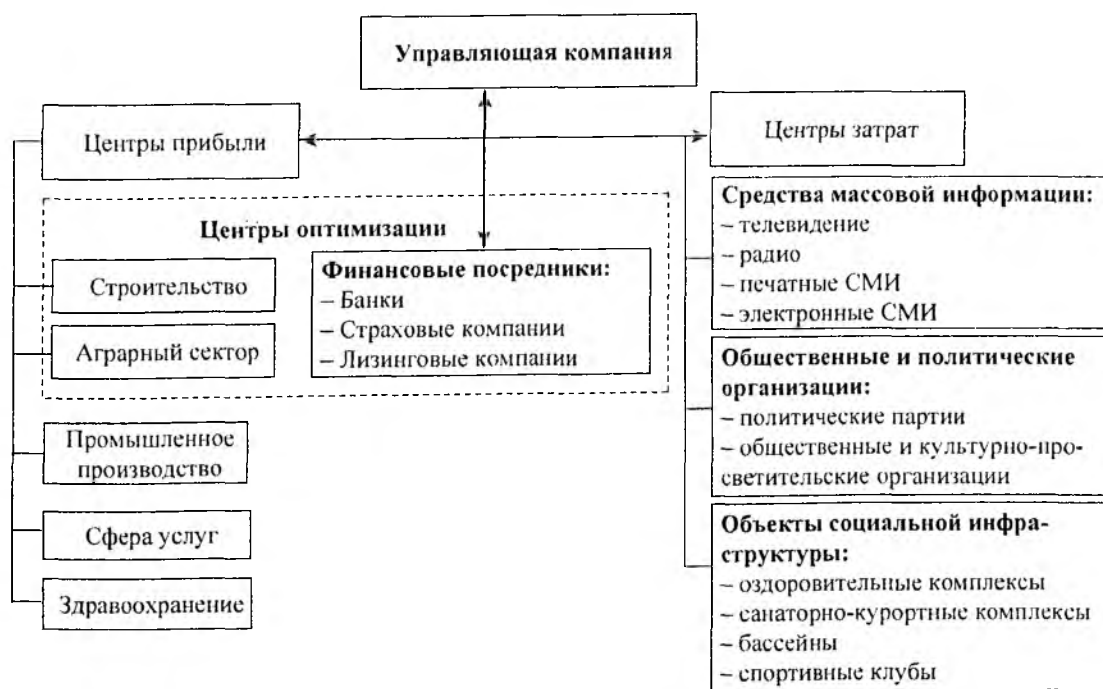 Управляющая компания
Центры прибыли
Центры затрат
Центры оптимизации
Строительство
Аграрный сектор
Финансовые посредники:
– Банки
– Страховые компании
– Лизинговые компании
Промышленное
производство
Сфера услуг
Здравоохранение
Средства массовой информации:
– телевидение
– радио
– печатные СМИ
– электронные СМИ
Общественные и политические
организации:
– политические партии
– общественные и культурно-про-
светительские организации
Объекты социальной инфра-
структуры:
– оздоровительные комплексы
– санаторно-курортные комплексы
– бассейны
– спортивные клубы